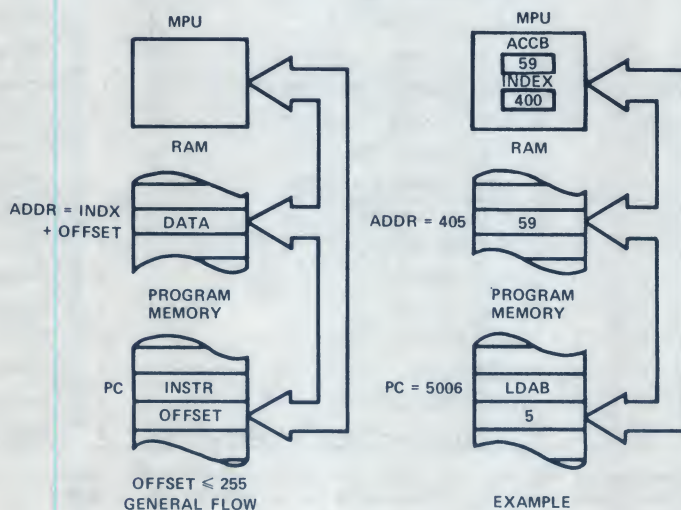 MPU
RAM
ADDR = INDX
+ OFFSET
DATA
PROGRAM
MEMORY
PC
INSTR
OFFSET
OFFSET ≤ 255
GENERAL FLOW
MPU
ACCB
59
INDEX
400
RAM
ADDR = 405
59
PROGRAM
MEMORY
PC = 5006
LDAB
5
EXAMPLE